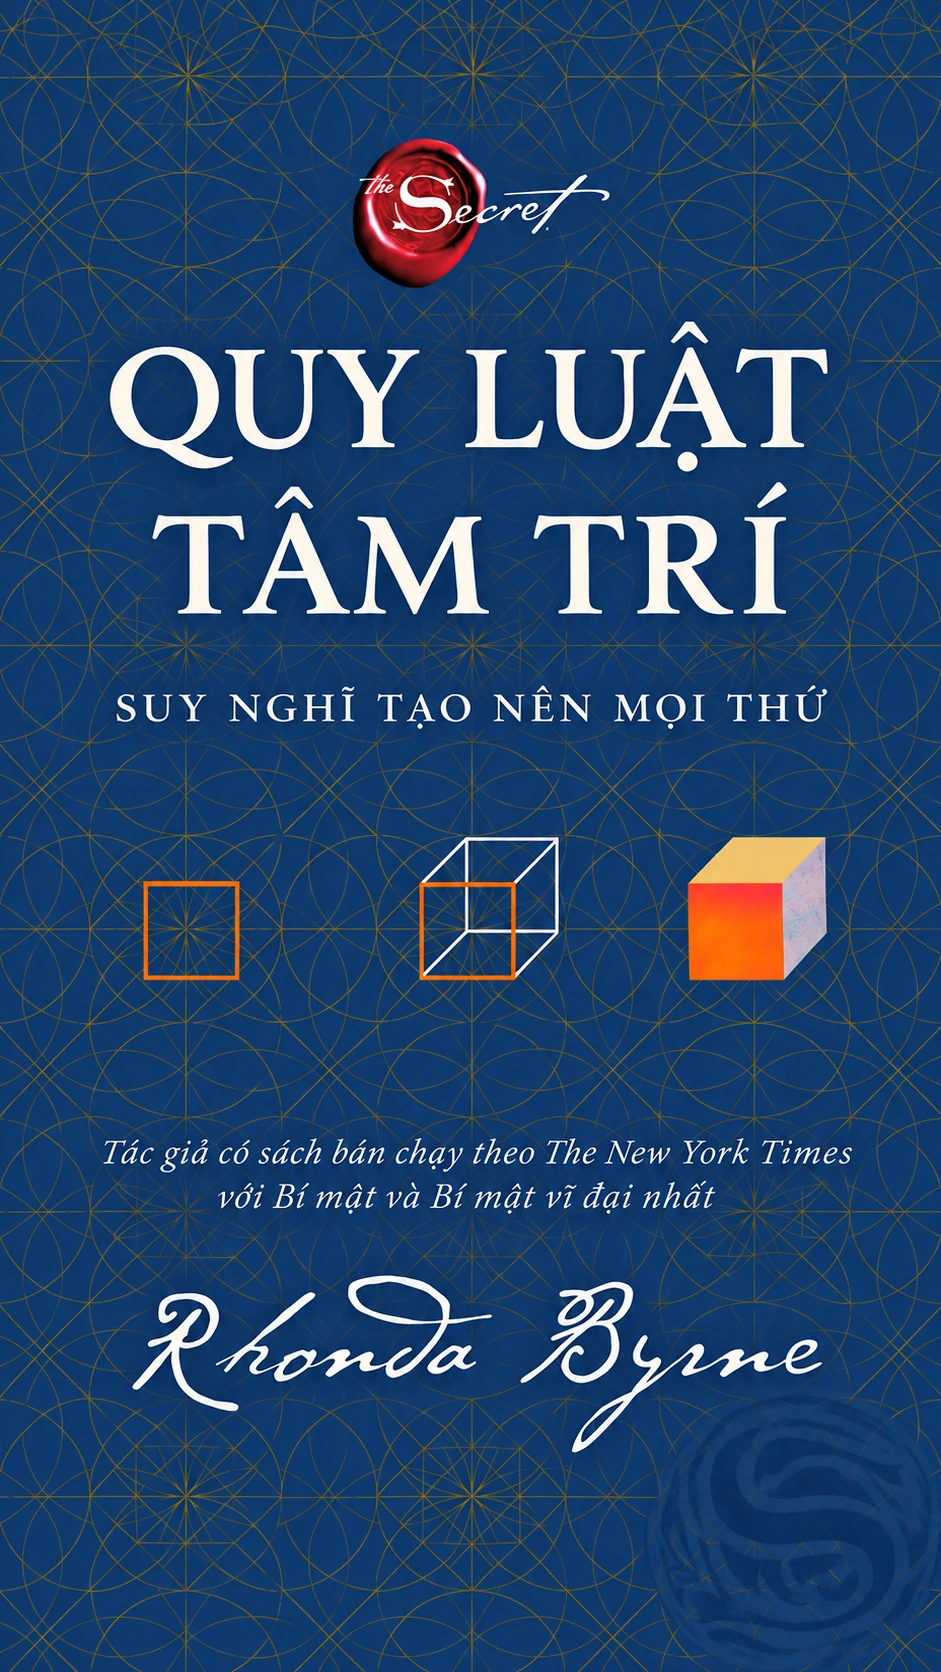 the Secret
QUY LUẬT
TÂM TRÍ
SUY NGHĨ TẠO NÊN MỌI THỨ
Tác giả có sách bán chạy theo The New York Times
với Bí mật và Bí mật vĩ đại nhất
Rhonda Byrne